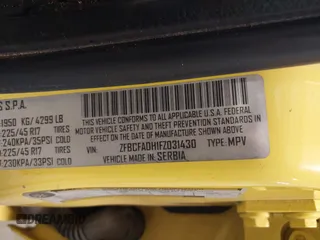 S S.P.A.
1950 KG/ 4299 LB
225/45 R17
240KPA/35PSI COLD
225/45 R17
230KPA/33PSI COLD
THIS VEHICLE CONFORMS TO ALL APPLICABLE U.S.A. FEDERAL
MOTOR VEHICLE SAFETY, BUMPER, AND THEFT PREVENTION STANDARDS IN
EFFECT ON THE DATE OF MANUFACTURE SHOWN ABOVE.
VIN: ZFBCFADH1FZ031430 TYPE: MPV
VEHICLE MADE IN: SERBIA